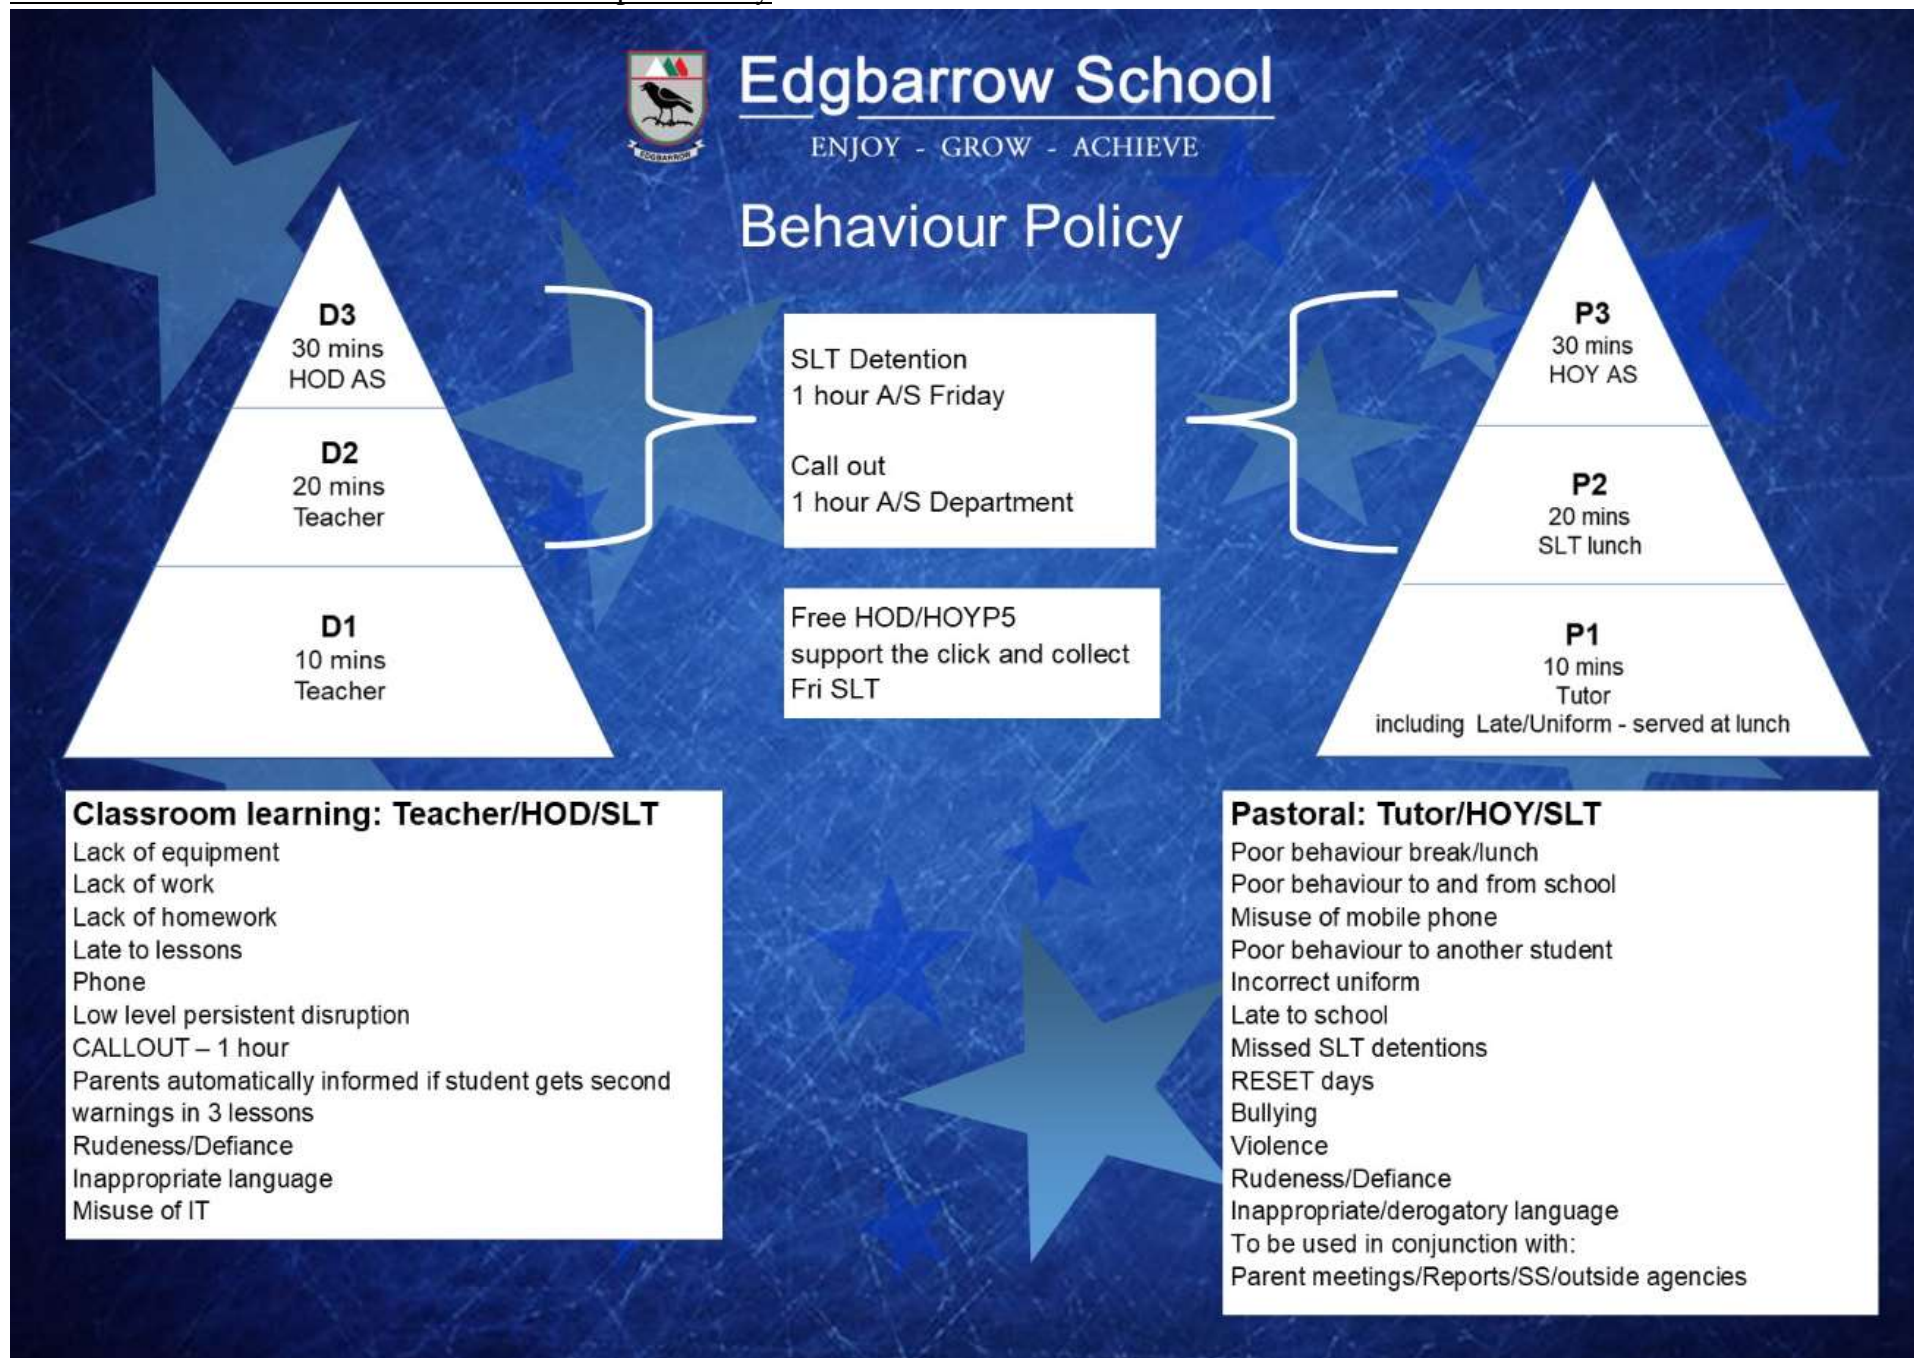 Edgbarrow School
ENJOY - GROW - ACHIEVE
EDGBARROW
Behaviour Policy
D3
30 mins
HOD AS
D2
20 mins
Teacher
D1
10 mins
Teacher
SLT Detention
1 hour A/S Friday
Call out
1 hour A/S Department
Free HOD/HOYP5
support the click and collect
Fri SLT
P3
30 mins
HOY AS
P2
20 mins
SLT lunch
P1
10 mins
Tutor
including Late/Uniform - served at lunch
Classroom learning: Teacher/HOD/SLT
Lack of equipment
Lack of work
Lack of homework
Late to lessons
Phone
Low level persistent disruption
CALLOUT – 1 hour
Parents automatically informed if student gets second
warnings in 3 lessons
Rudeness/Defiance
Inappropriate language
Misuse of IT
Pastoral: Tutor/HOY/SLT
Poor behaviour break/lunch
Poor behaviour to and from school
Misuse of mobile phone
Poor behaviour to another student
Incorrect uniform
Late to school
Missed SLT detentions
RESET days
Bullying
Violence
Rudeness/Defiance
Inappropriate/derogatory language
To be used in conjunction with:
Parent meetings/Reports/SS/outside agencies